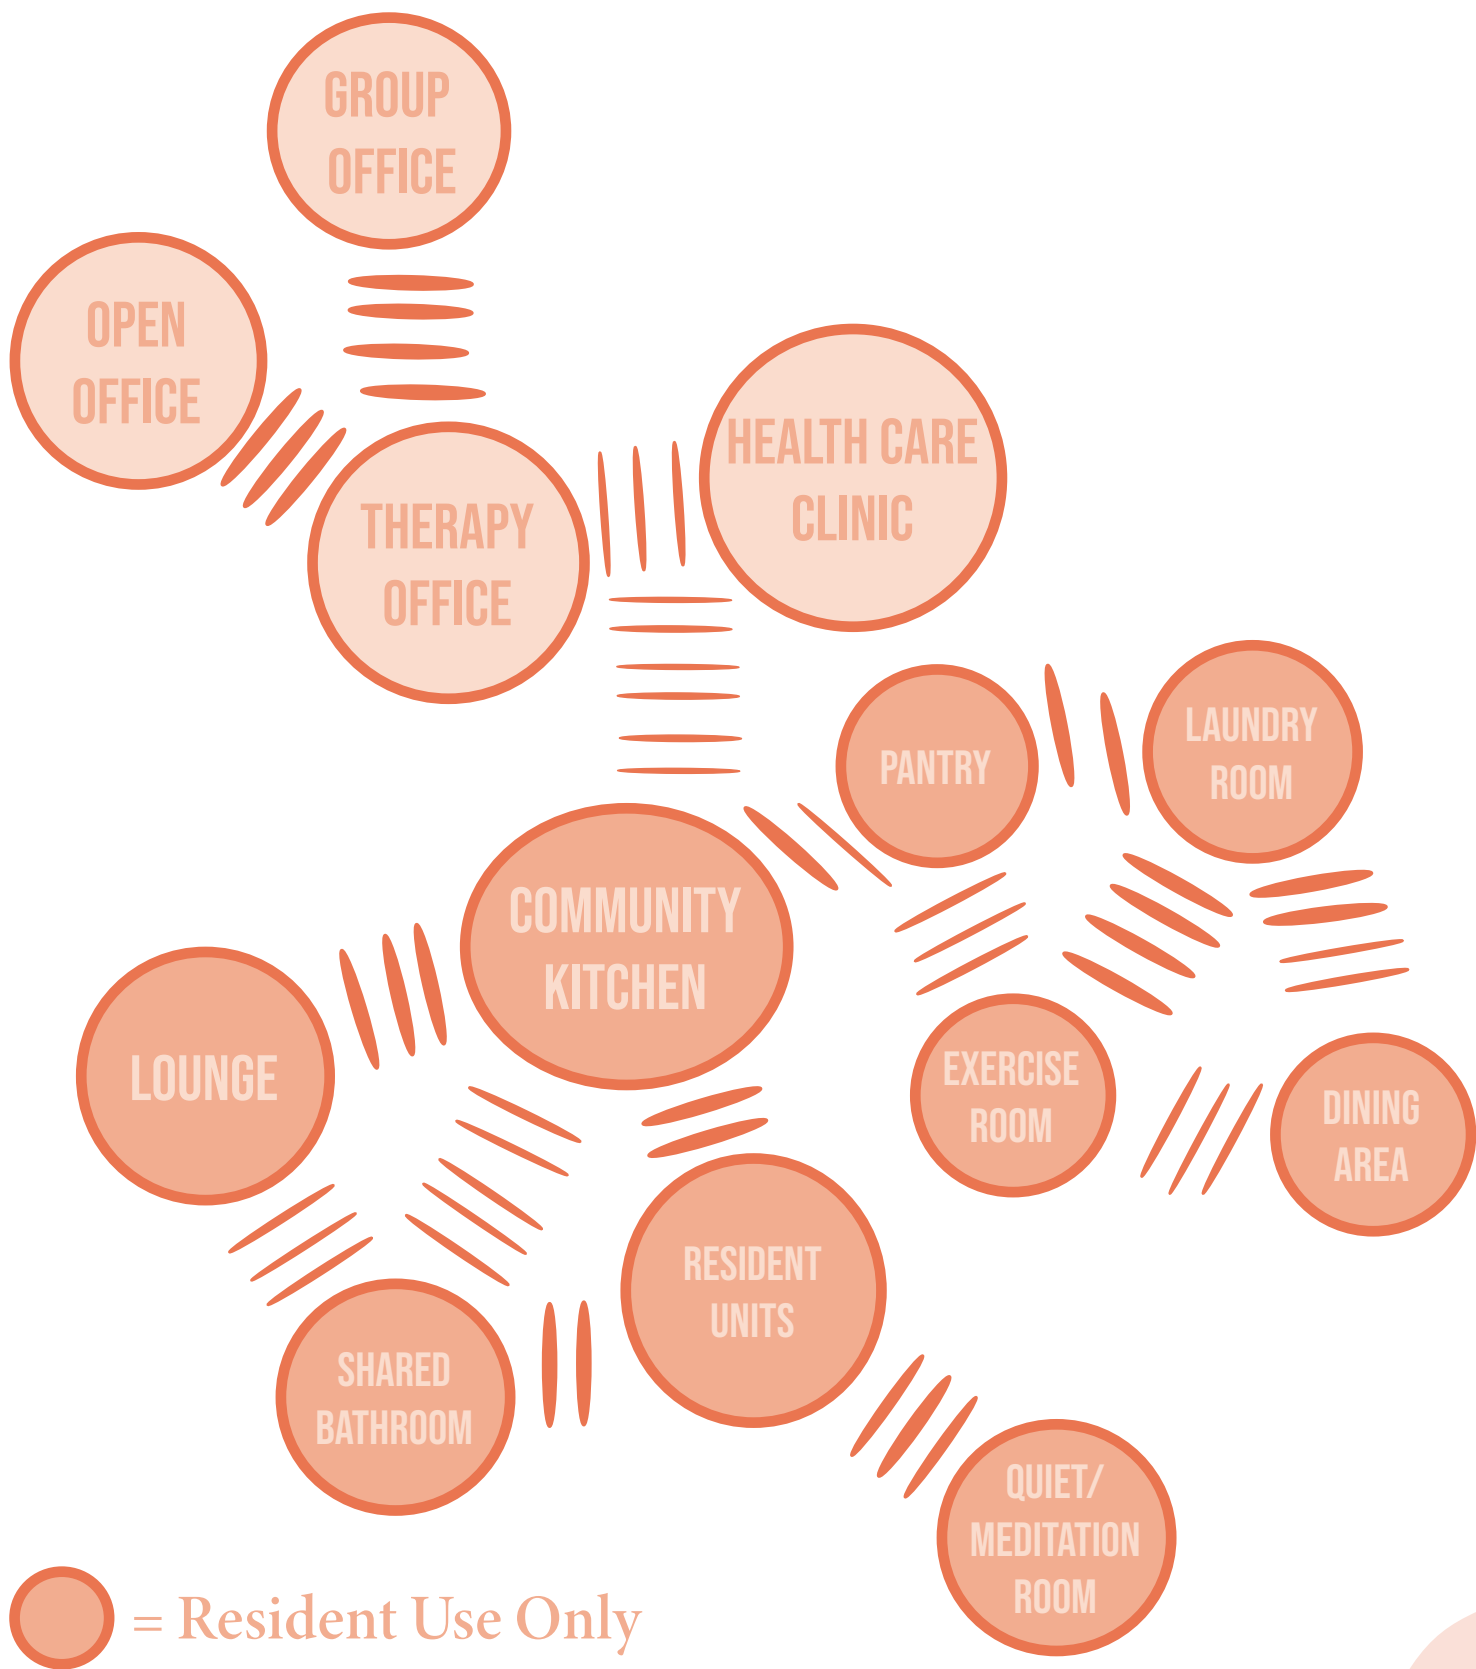 GROUP
OFFICE
OPEN
OFFICE
HEALTH CARE
CLINIC
THERAPY
OFFICE
PANTRY
LAUNDRY
ROOM
COMMUNITY
KITCHEN
LOUNGE
EXERCISE
ROOM
DINING
AREA
RESIDENT
UNITS
SHARED
BATHROOM
QUIET/
MEDITATION
ROOM
= Resident Use Only